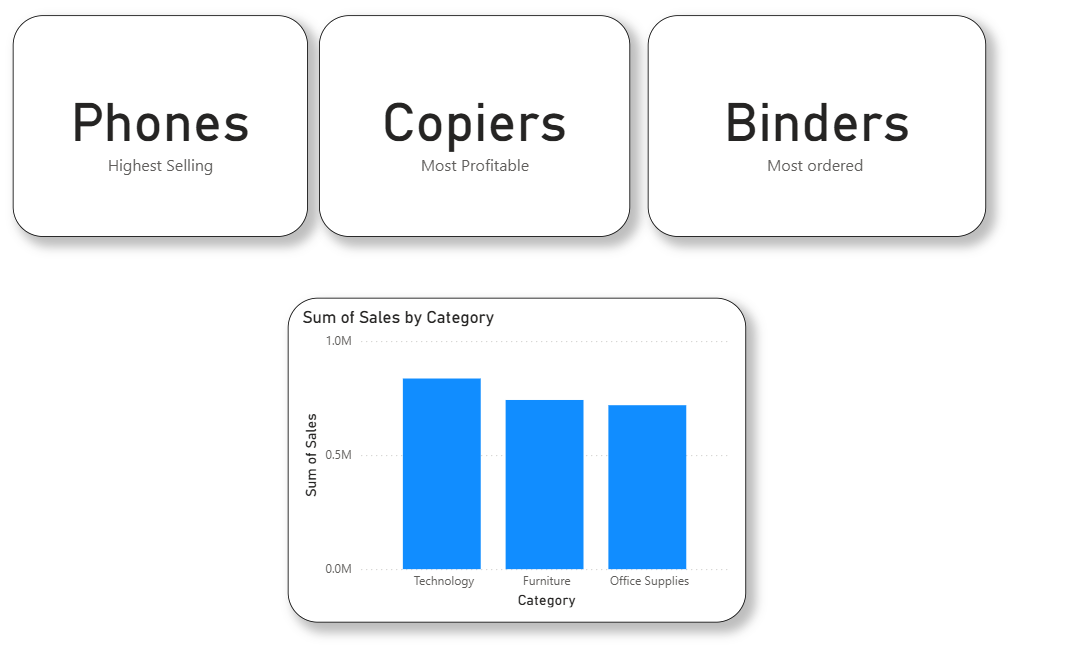 Phones
Highest Selling
Copiers
Most Profitable
Binders
Most ordered
Sum of Sales by Category
1.0M
0.5M
0.0M
Sum of Sales
Technology
Furniture
Office Supplies
Category